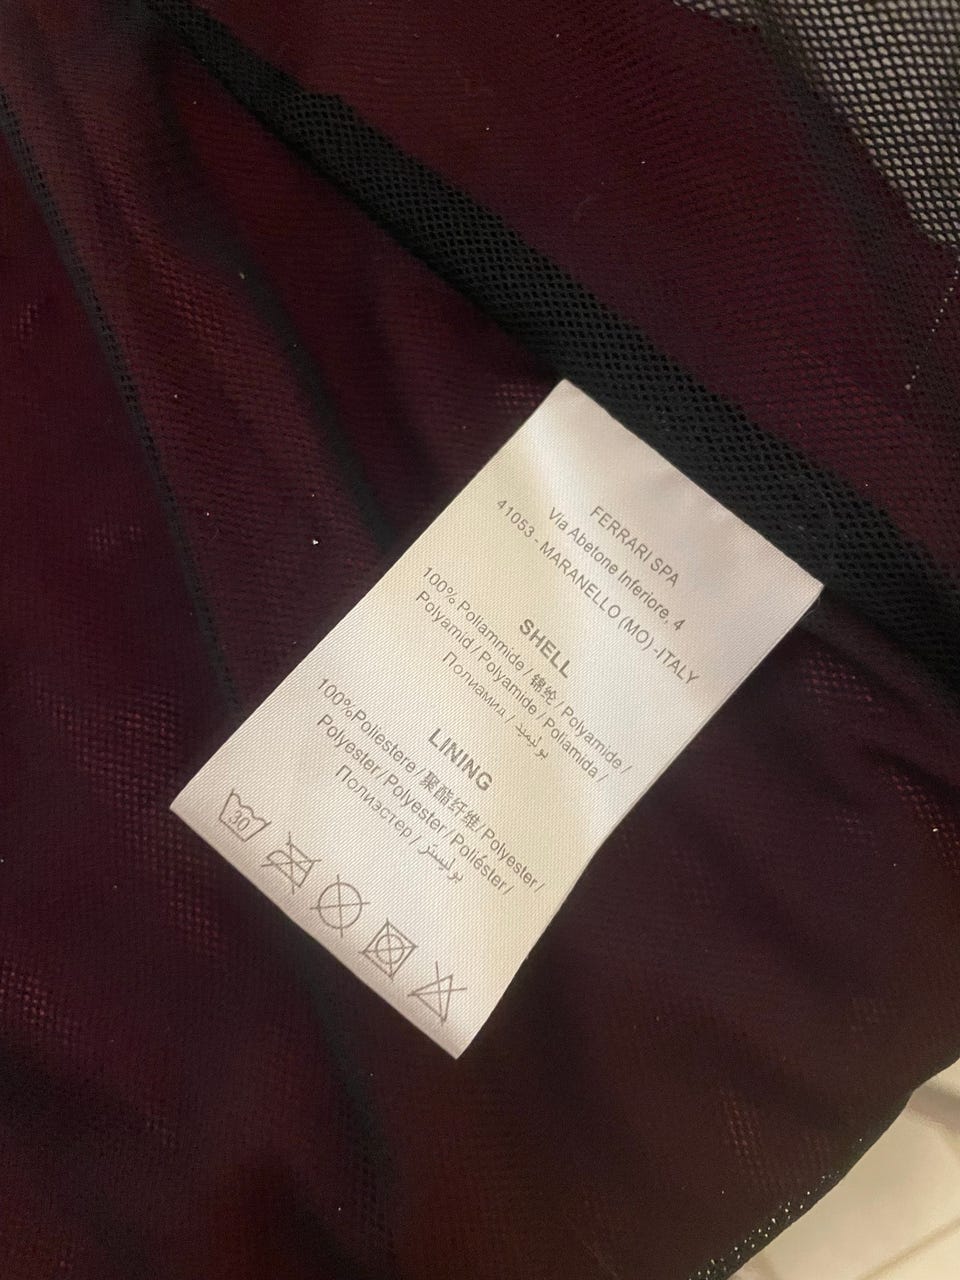 FERRARI SPA
Via Abetone Inferiore, 4
41053 - MARANELLO (MO) -ITALY
SHELL
100% Poliammide / 锦纶 / Polyamide /
Polyamid / Polyamide / Poliamida /
Полиамид / بوليميد
LINING
100%Poliestere / 聚酯纤维 / Polyester /
Polyester / Polyester / Poliéster /
Полиэстер / بوليستر
30